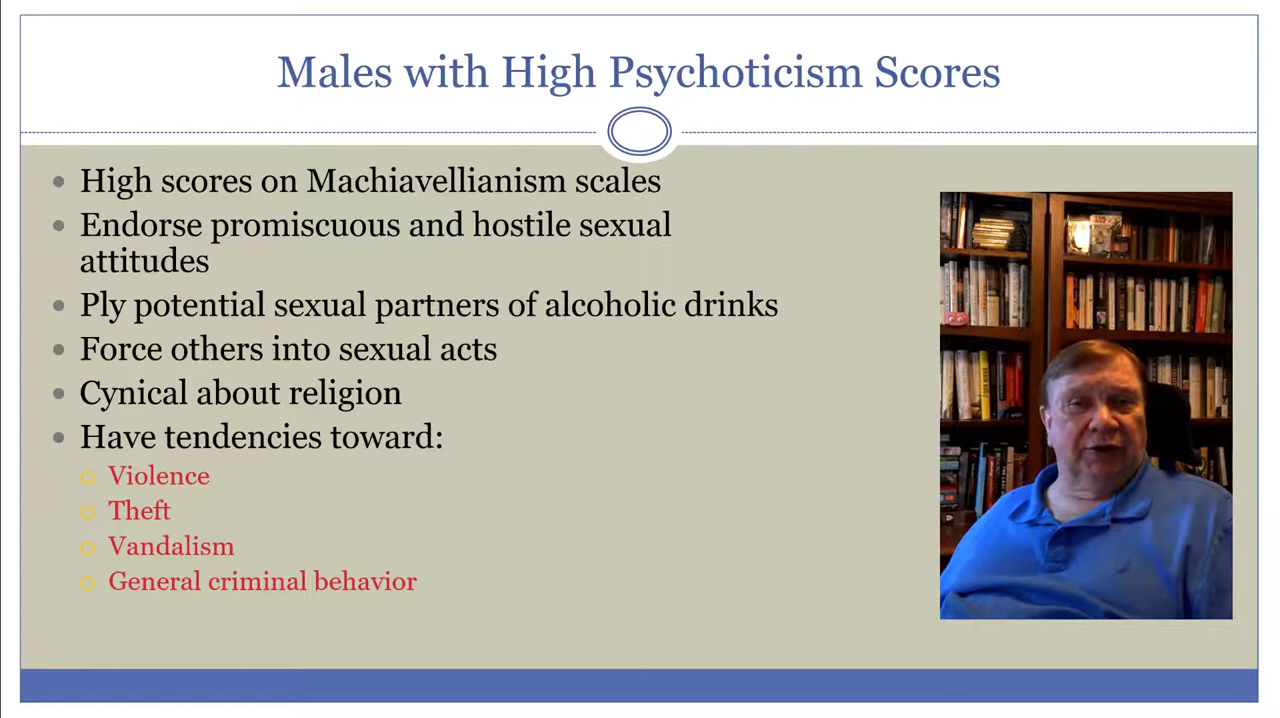 Males with High Psychoticism Scores
High scores on Machiavellianism scales
Endorse promiscuous and hostile sexual
attitudes
Ply potential sexual partners of alcoholic drinks
Force others into sexual acts
Cynical about religion
Have tendencies toward:
Violence
Theft
Vandalism
General criminal behavior